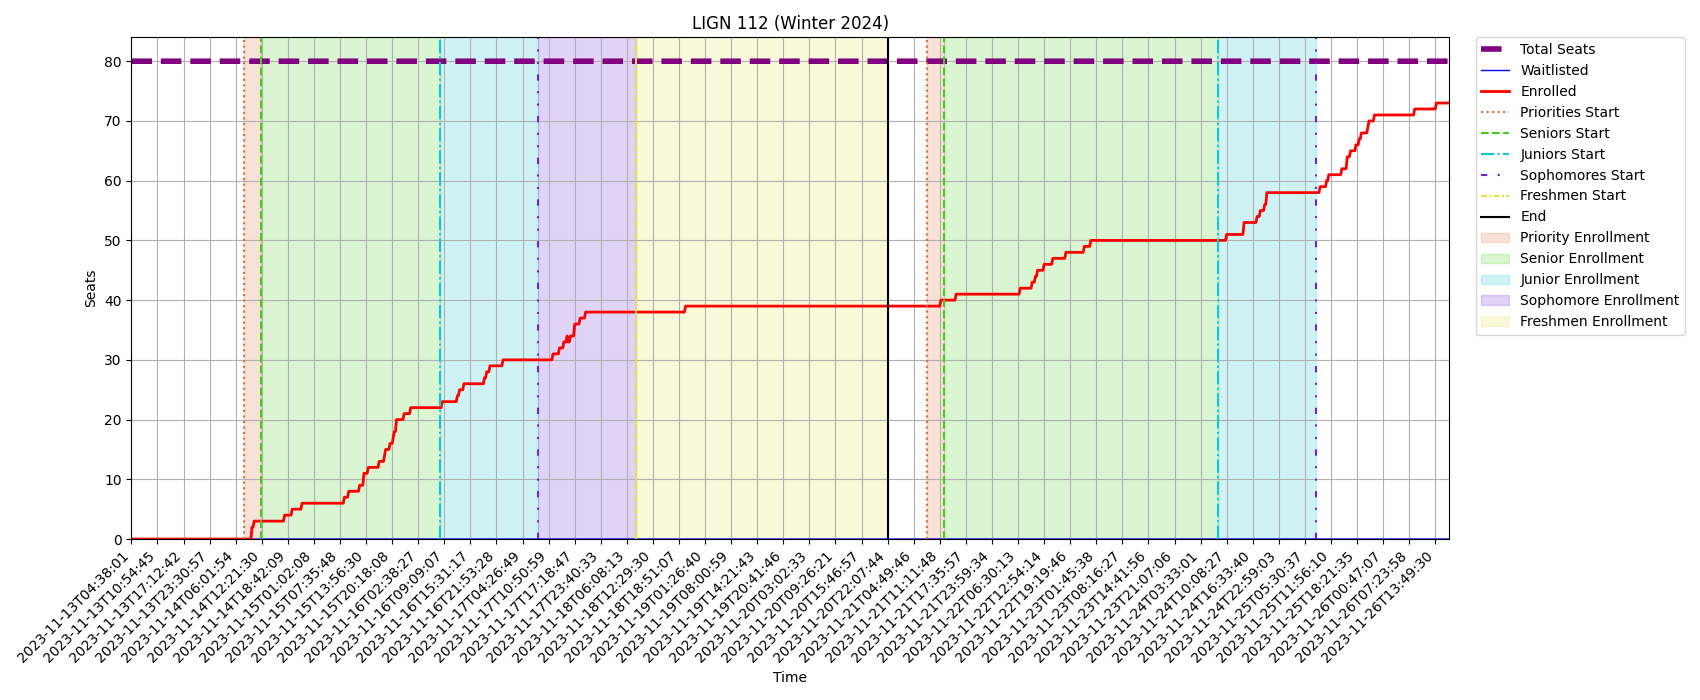 LIGN 112 (Winter 2024)
Seats
80
70
60
50
40
30
20
10
0
2023-11-13T04:38:01
2023-11-13T10:54:45
2023-11-13T17:12:42
2023-11-13T23:30:57
2023-11-14T06:01:54
2023-11-14T12:21:30
2023-11-14T18:42:09
2023-11-15T01:02:08
2023-11-15T07:35:48
2023-11-15T13:56:30
2023-11-15T20:18:08
2023-11-16T02:38:27
2023-11-16T09:09:07
2023-11-16T15:31:17
2023-11-16T21:53:28
2023-11-17T04:26:49
2023-11-17T10:50:59
2023-11-17T17:18:47
2023-11-17T23:40:33
2023-11-18T06:08:13
2023-11-18T12:29:30
2023-11-18T18:51:07
2023-11-19T01:26:40
2023-11-19T08:00:59
2023-11-19T14:21:43
2023-11-19T20:41:46
2023-11-20T03:02:33
2023-11-20T09:26:21
2023-11-20T15:46:57
2023-11-20T22:07:44
2023-11-21T04:49:46
2023-11-21T11:11:48
2023-11-21T17:35:57
2023-11-21T23:59:34
2023-11-22T06:30:13
2023-11-22T12:54:14
2023-11-22T19:19:46
2023-11-23T01:45:38
2023-11-23T08:16:27
2023-11-23T14:41:56
2023-11-23T21:07:06
2023-11-24T03:33:01
2023-11-24T10:08:27
2023-11-24T16:33:40
2023-11-24T22:59:03
2023-11-25T05:30:37
2023-11-25T11:56:10
2023-11-25T18:21:35
2023-11-26T00:47:07
2023-11-26T07:23:58
2023-11-26T13:49:30
Time
Total Seats
Waitlisted
Enrolled
Priorities Start
Seniors Start
Juniors Start
Sophomores Start
Freshmen Start
End
Priority Enrollment
Senior Enrollment
Junior Enrollment
Sophomore Enrollment
Freshmen Enrollment